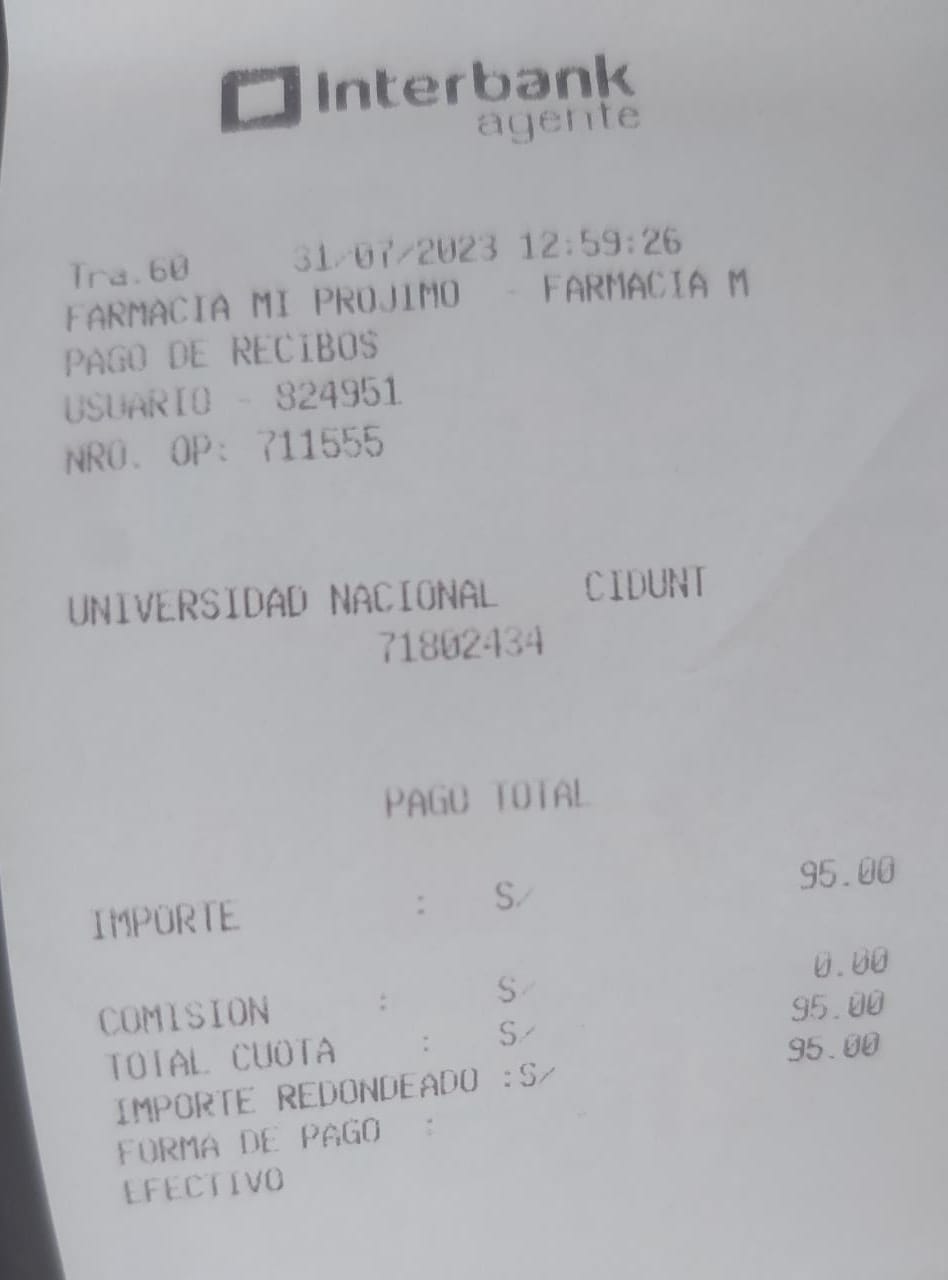 Interbank
agente
Tra.60 31/07/2023 12:59:26
FARMACIA MI PROJIMO - FARMACIA M
PAGO DE RECIBOS
USUARIO - 824951
NRO. OP: 711555
UNIVERSIDAD NACIONAL CIDUNT
71802434
PAGO TOTAL
IMPORTE : S/ 95.00
COMISION : S/ 0.00
TOTAL CUOTA : S/ 95.00
IMPORTE REDONDEADO :S/ 95.00
FORMA DE PAGO :
EFECTIVO